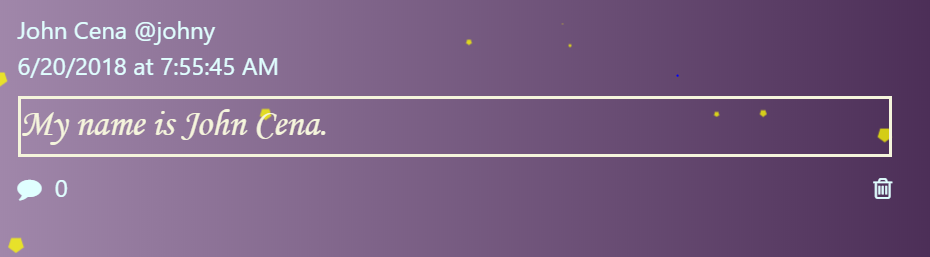 John Cena @johny
6/20/2018 at 7:55:45 AM
My name is John Cena.
0